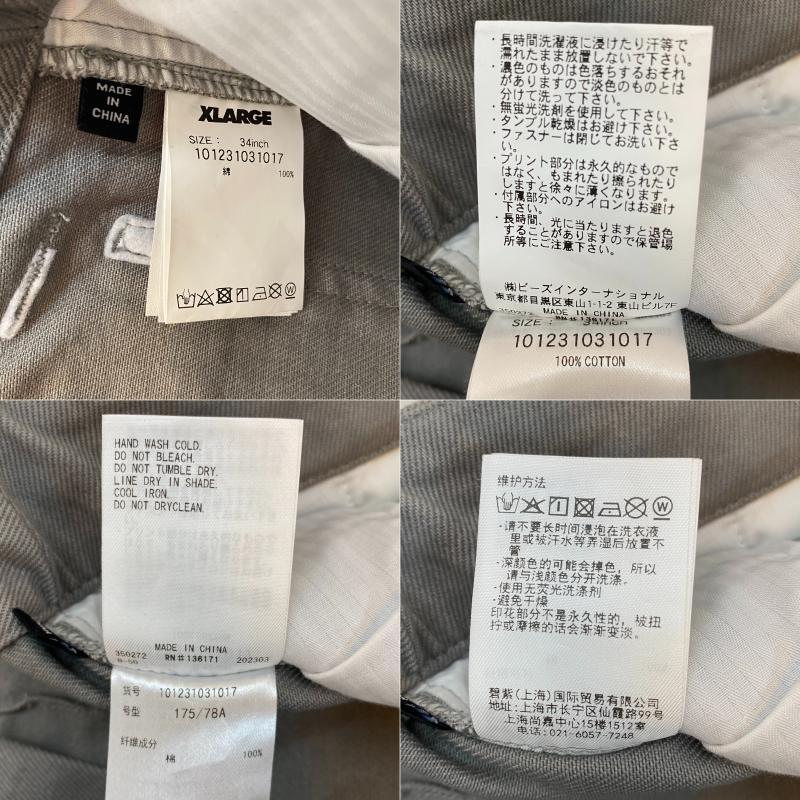 MADE
IN
CHINA
XLARGE
SIZE : 34inch
101231031017
綿 100%
・長時間洗濯液に浸けたり汗等で
濡れたまま放置しないで下さい。
・濃色のものは色落ちするおそれ
がありますので淡色のものとは
分けて洗って下さい。
・無蛍光洗剤を使用して下さい。
・タンブル乾燥はお避け下さい。
・ファスナーは閉じてお洗い下さ
い。
・プリント部分は永久的なもので
はなく、もまれたり擦られたり
しますと徐々に薄くなります。
・付属部分へのアイロンはお避け
下さい。
・長時間、光に当たりますと退色
することがありますので保管場
所等にご注意下さい。
(株)ビーズインターナショナル
東京都目黒区東山1-1-2 東山ビル7F
350272 MADE IN CHINA
RN#136171
SIZE : 34inch
101231031017
100% COTTON
HAND WASH COLD.
DO NOT BLEACH.
DO NOT TUMBLE DRY.
LINE DRY IN SHADE.
COOL IRON.
DO NOT DRYCLEAN.
MADE IN CHINA
350272 RN#136171 202303
B-50
货号 101231031017
号型 175/78A
纤维成分
棉 100%
维护方法
W
・请不要长时间浸泡在洗衣液
里或被汗水等弄湿后放置不
管
・深颜色的可能会掉色，所以
请与浅颜色分开洗涤。
・使用无荧光洗涤剂
・避免干燥
印花部分不是永久性的，被扭
拧或摩擦的话会渐渐变淡。
碧紫(上海)国际贸易有限公司
地址:上海市长宁区仙霞路99号
上海尚嘉中心15楼1512室
电话:021-6057-7248